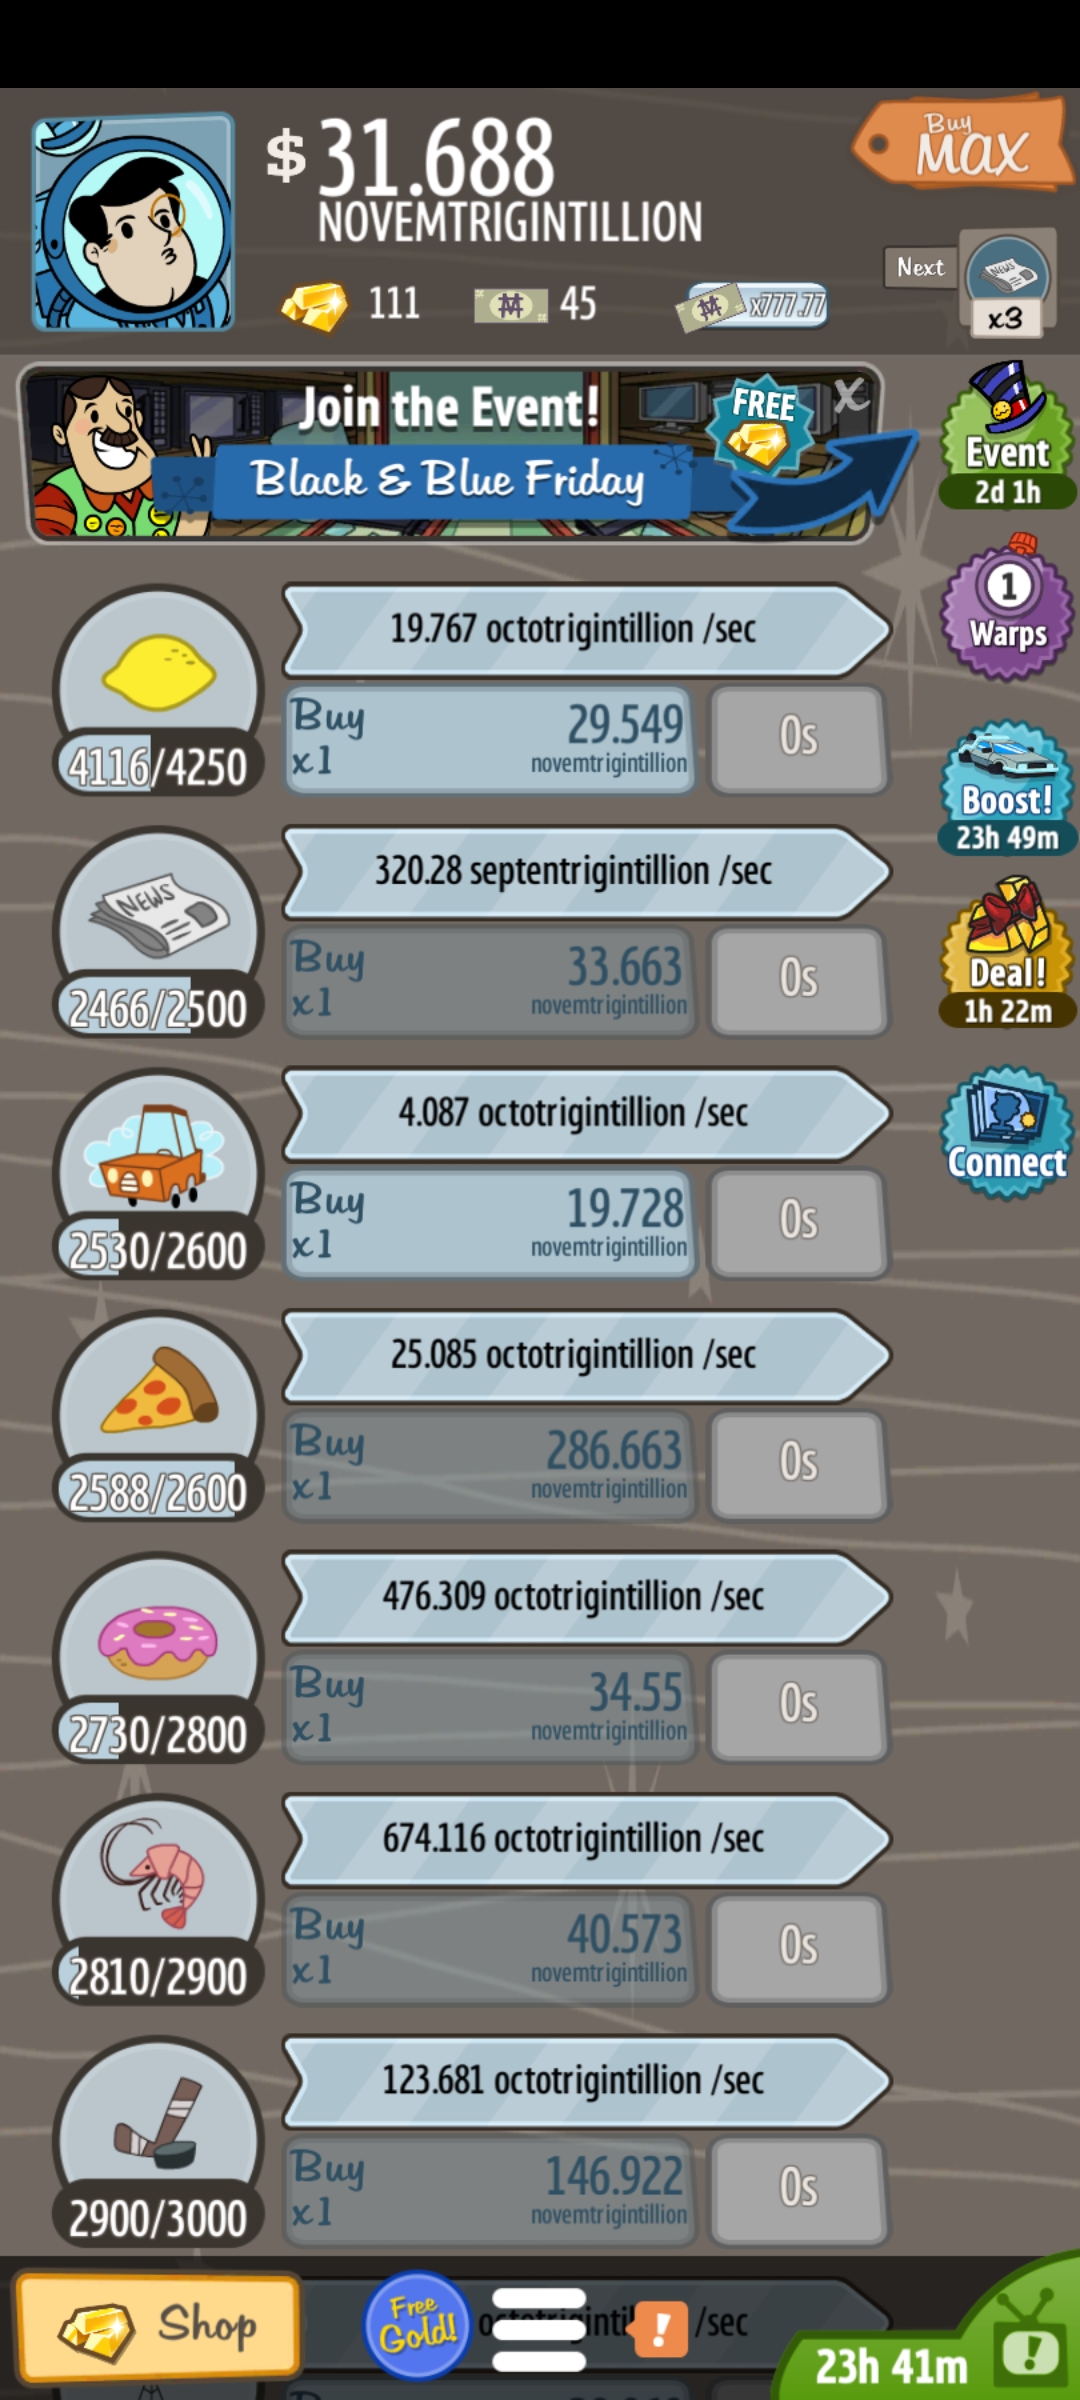 $ 31.688
NOVEMTRIGINTILLION
Buy
MAX
111
45
x777.77
Next
NEWS
x3
Join the Event!
Black & Blue Friday
FREE
X
Event
2d 1h
1
Warps
Boost!
23h 49m
Deal!
1h 22m
Connect
19.767 octotrigintillion /sec
4116/4250
Buy
x1
29.549
novemtrigintillion
0s
320.28 septentrigintillion /sec
NEWS
2466/2500
Buy
x1
33.663
novemtrigintillion
0s
4.087 octotrigintillion /sec
2530/2600
Buy
x1
19.728
novemtrigintillion
0s
25.085 octotrigintillion /sec
2588/2600
Buy
x1
286.663
novemtrigintillion
0s
476.309 octotrigintillion /sec
2730/2800
Buy
x1
34.55
novemtrigintillion
0s
674.116 octotrigintillion /sec
2810/2900
Buy
x1
40.573
novemtrigintillion
0s
123.681 octotrigintillion /sec
2900/3000
Buy
x1
146.922
novemtrigintillion
0s
Shop
Free
Gold!
!
/sec
23h 41m
!